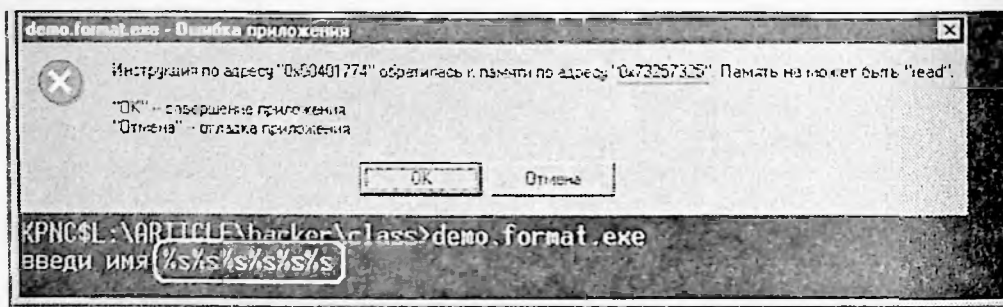 demo.format.exe - Ошибка приложения
Инструкция по адресу "0x00401774" обратилась к памяти по адресу "0x73257325". Память не может быть "read".
"OK" -- завершение приложения
"Отмена" -- отладка приложения
OK
Отмена
KPNC$L:\ARTICLE\hacker\class>demo.format.exe
введи имя%s%s%s%s%s%s